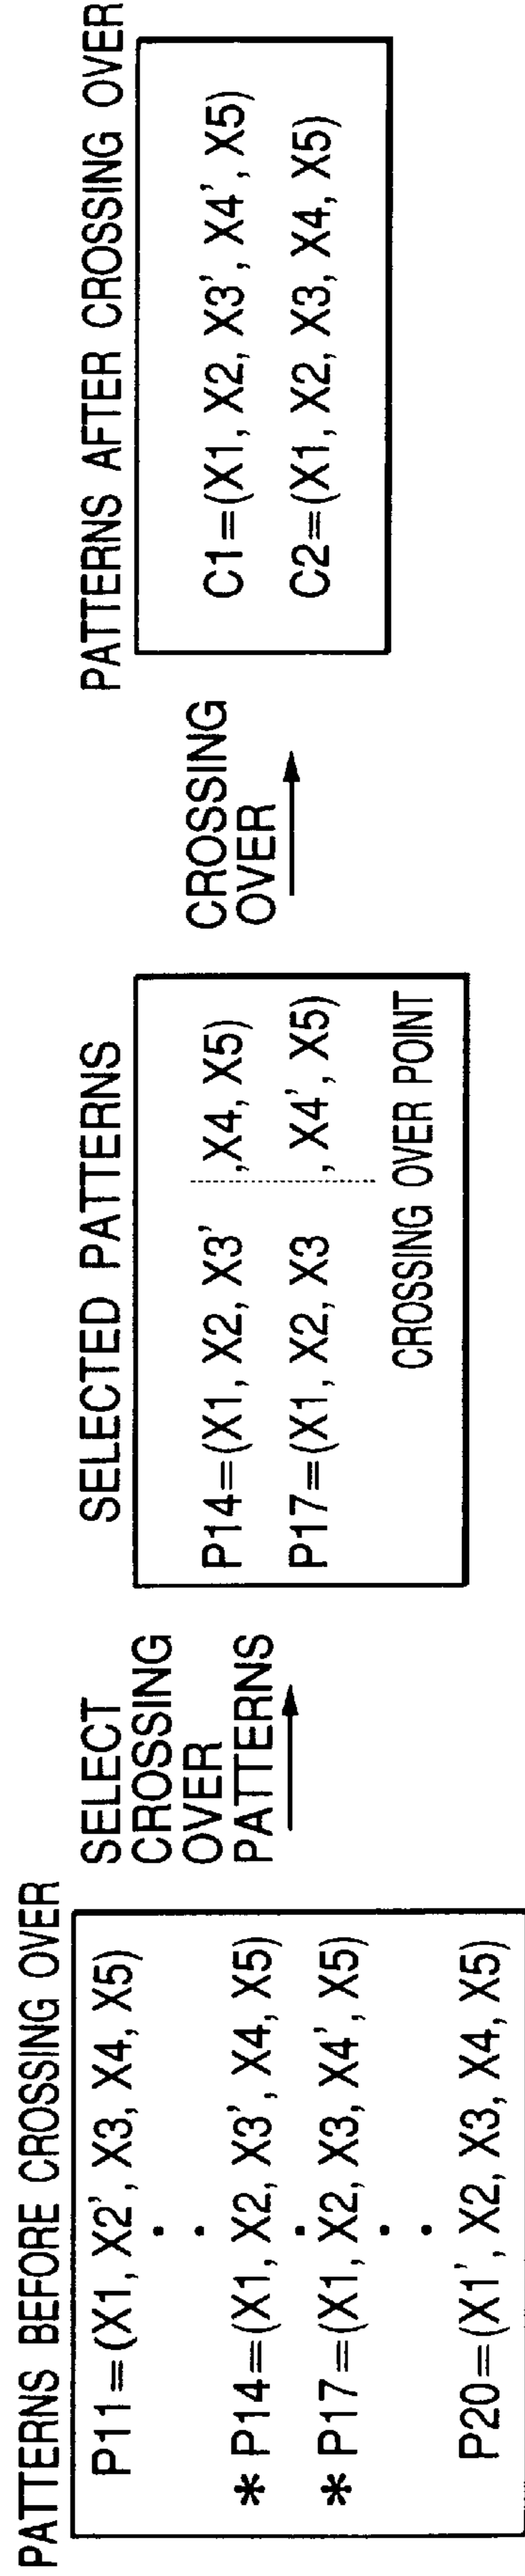 PATTERNS BEFORE CROSSING OVER
P11=(X1, X2', X3, X4, X5)
* P14=(X1, X2, X3', X4, X5)
* P17=(X1, X2, X3, X4', X5)
P20=(X1', X2, X3, X4, X5)
SELECT
CROSSING
OVER
PATTERNS
SELECTED PATTERNS
P14=(X1, X2, X3' ,X4, X5)
P17=(X1, X2, X3 , X4', X5)
CROSSING OVER POINT
CROSSING
OVER
PATTERNS AFTER CROSSING OVER
C1=(X1, X2, X3', X4', X5)
C2=(X1, X2, X3, X4, X5)